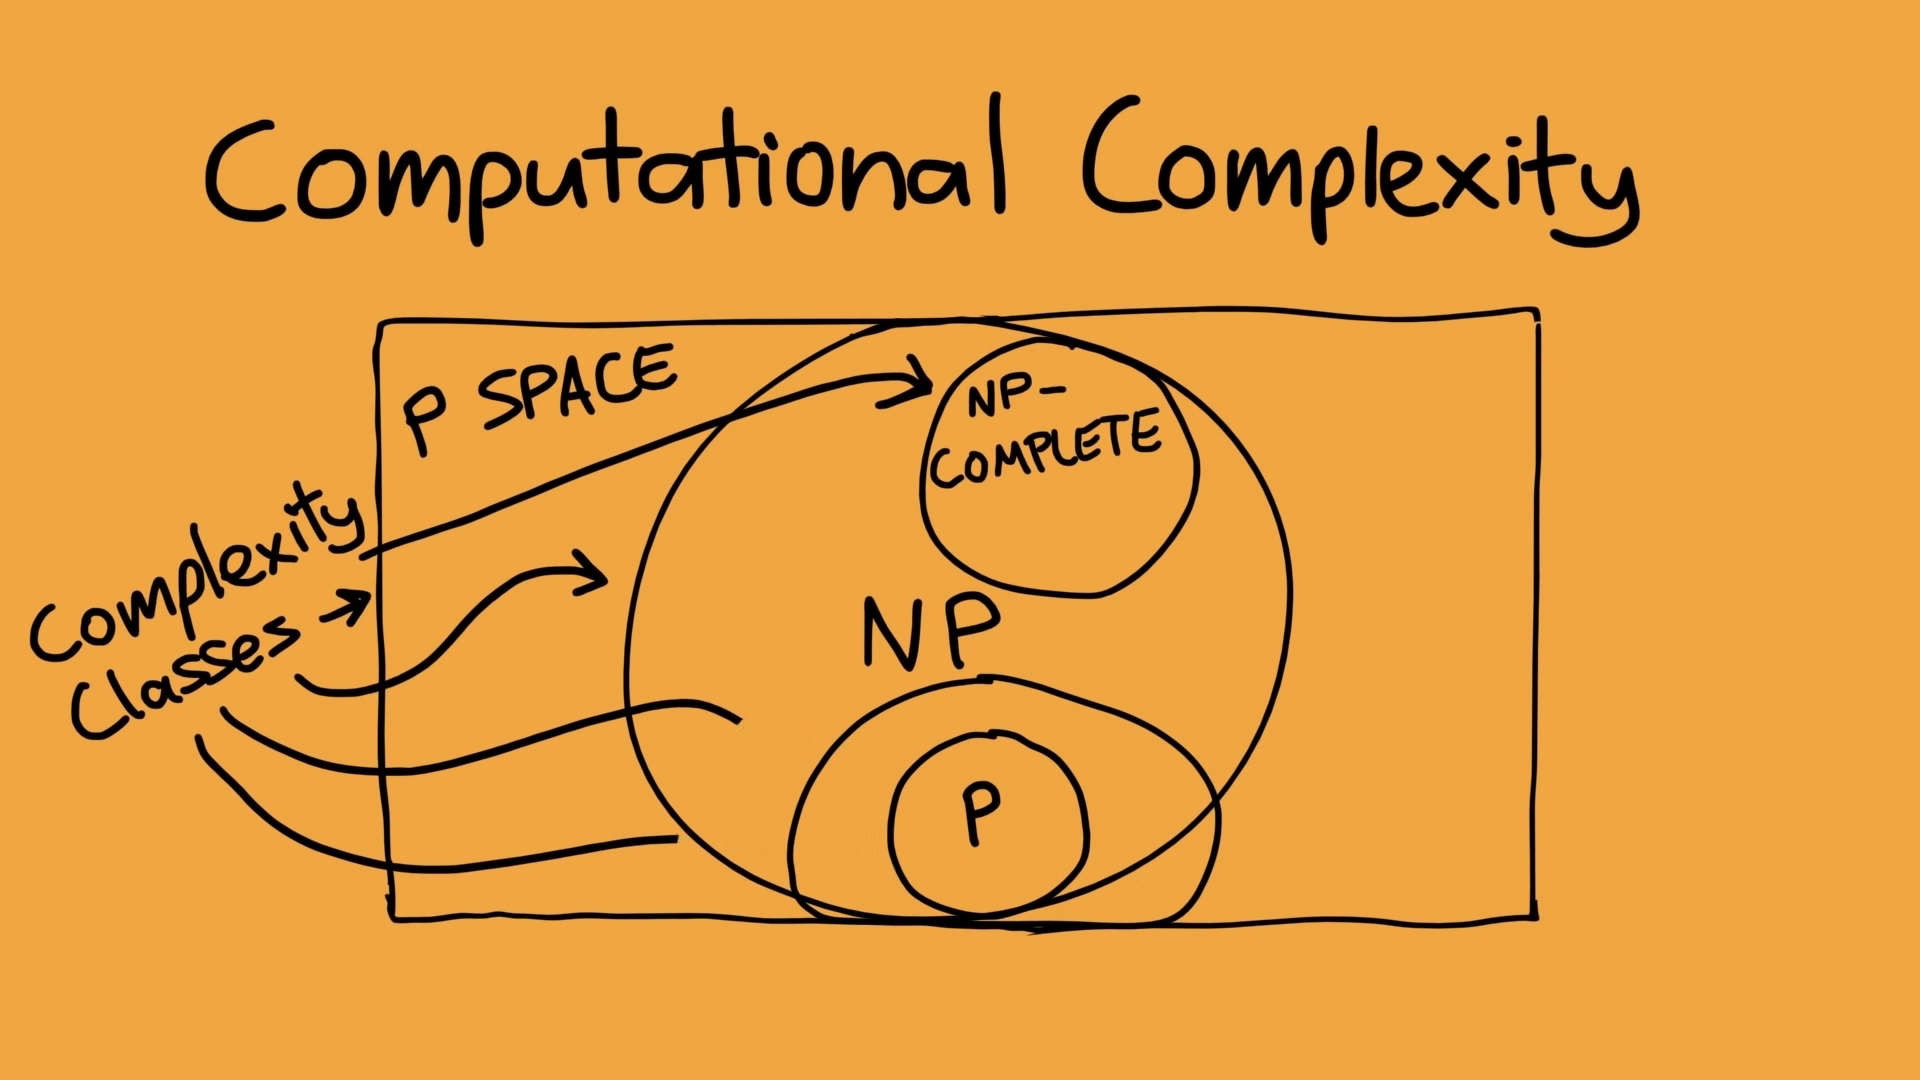 Computational Complexity
P SPACE
NP-
COMPLETE
Complexity
Classes
NP
P